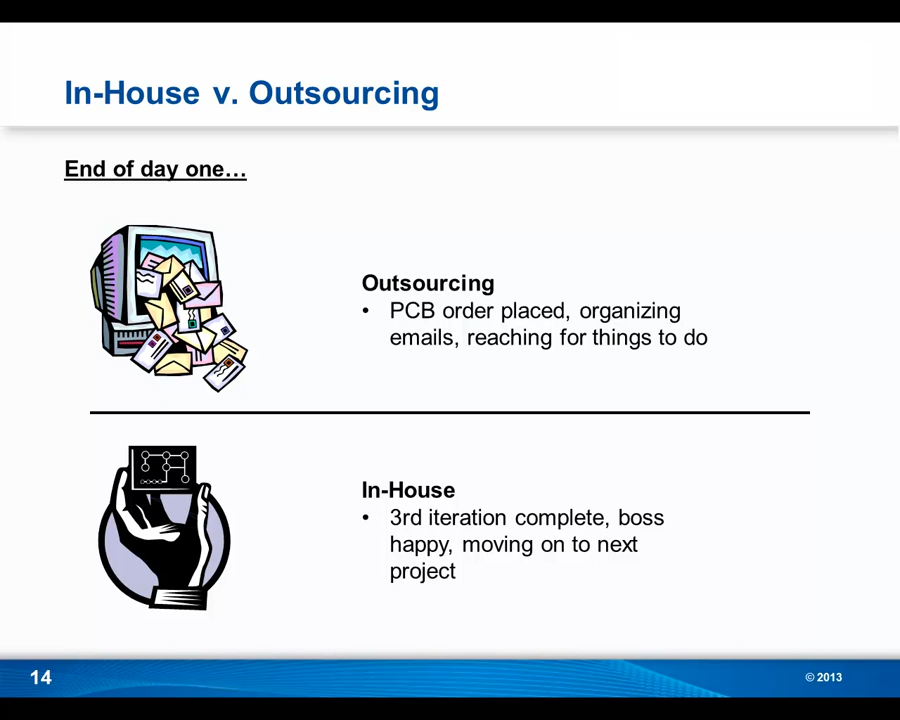 In-House v. Outsourcing
End of day one…
Outsourcing
• PCB order placed, organizing
emails, reaching for things to do
In-House
• 3rd iteration complete, boss
happy, moving on to next
project
14
© 2013